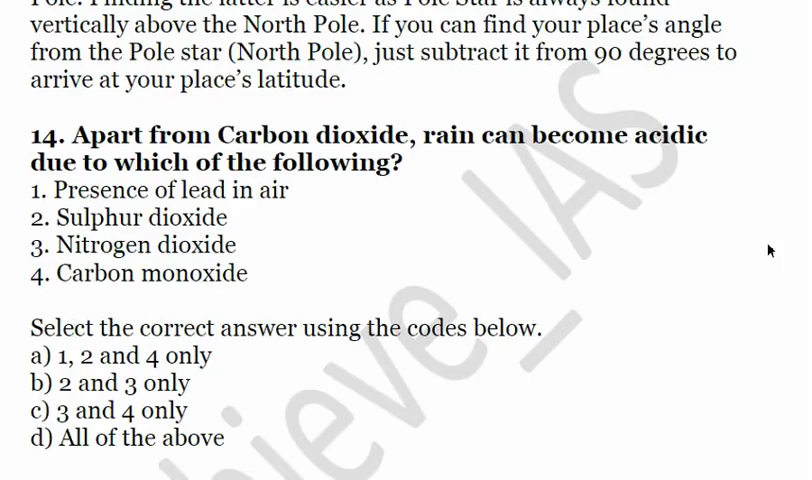 vertically above the North Pole. If you can find your place's angle
from the Pole star (North Pole), just subtract it from 90 degrees to
arrive at your place's latitude.
14. Apart from Carbon dioxide, rain can become acidic
due to which of the following?
1. Presence of lead in air
2. Sulphur dioxide
3. Nitrogen dioxide
4. Carbon monoxide
Select the correct answer using the codes below.
a) 1, 2 and 4 only
b) 2 and 3 only
c) 3 and 4 only
d) All of the above
hieve_IAS